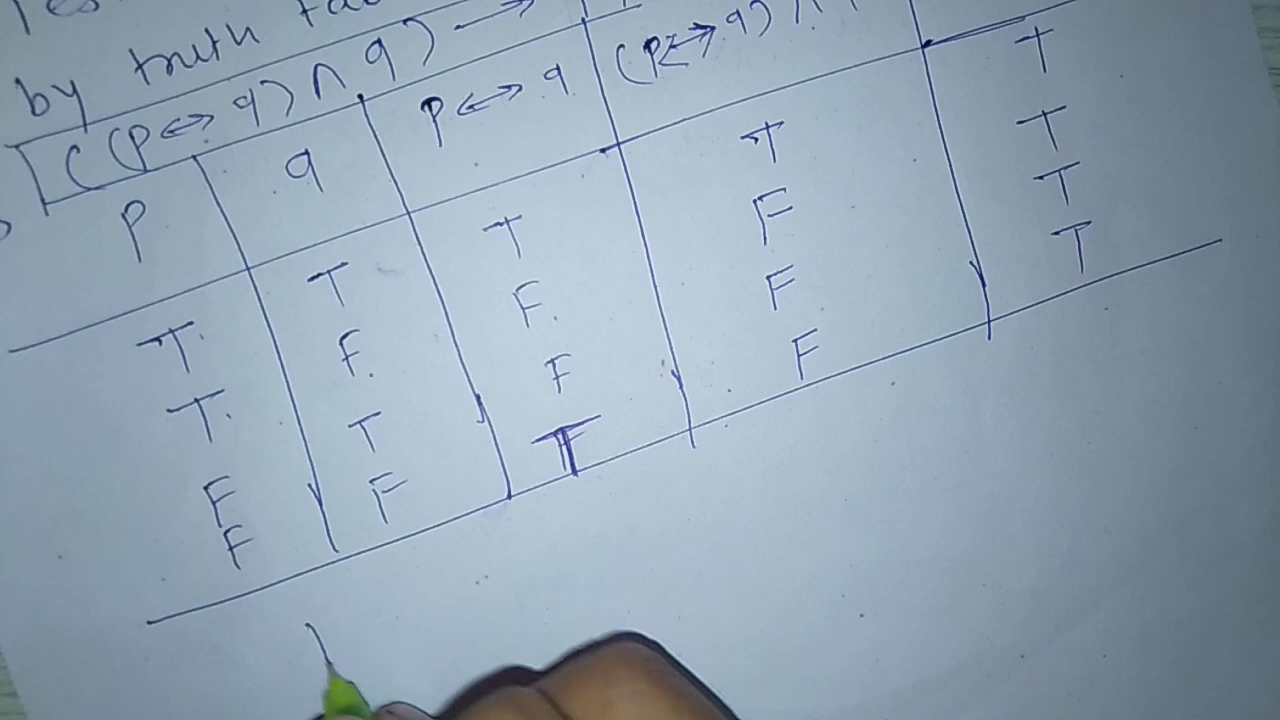 by truth
((P↔q)∧q) →
P q P↔q (P↔q)∧
T T T T T
T F F F T
F T F F T
F F T F T